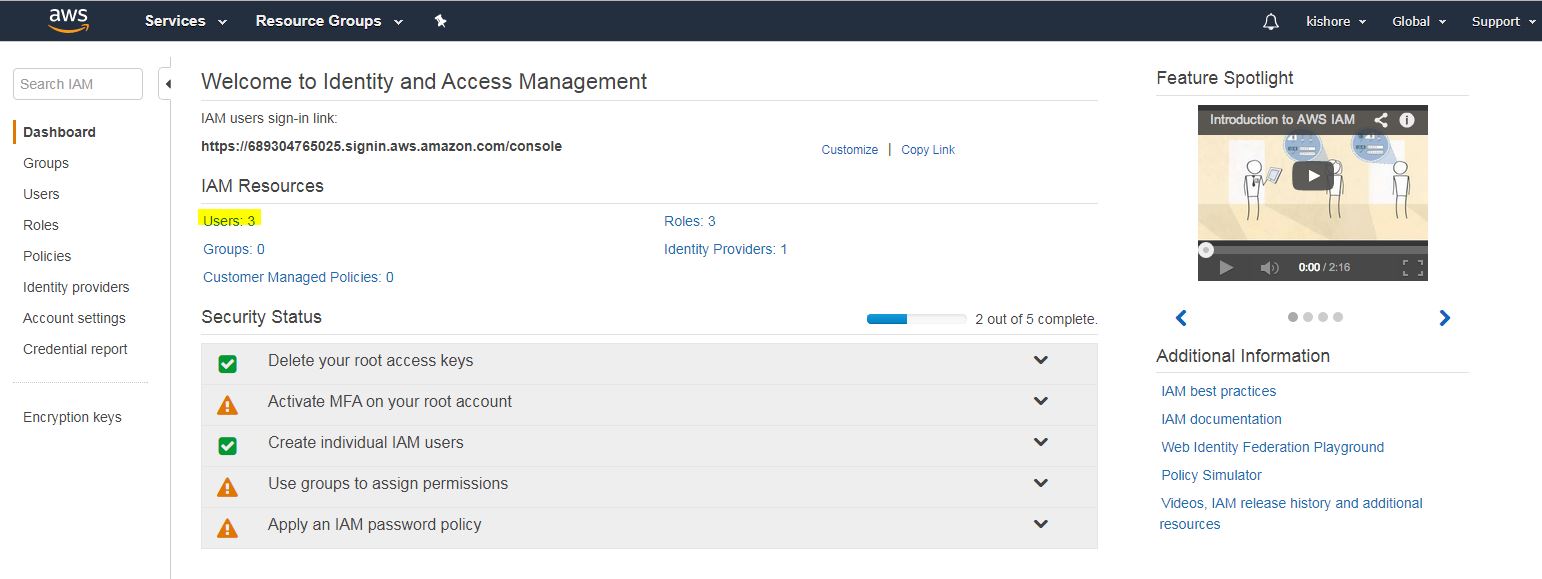 aws Services Resource Groups kishore Global Support
Search IAM
Dashboard
Groups
Users
Roles
Policies
Identity providers
Account settings
Credential report
Encryption keys
Welcome to Identity and Access Management
IAM users sign-in link:
https://689304765025.signin.aws.amazon.com/console Customize | Copy Link
IAM Resources
Users: 3 Roles: 3
Groups: 0 Identity Providers: 1
Customer Managed Policies: 0
Security Status 2 out of 5 complete.
Delete your root access keys
Activate MFA on your root account
Create individual IAM users
Use groups to assign permissions
Apply an IAM password policy
Feature Spotlight
Introduction to AWS IAM
0:00 / 2:16
Additional Information
IAM best practices
IAM documentation
Web Identity Federation Playground
Policy Simulator
Videos, IAM release history and additional
resources